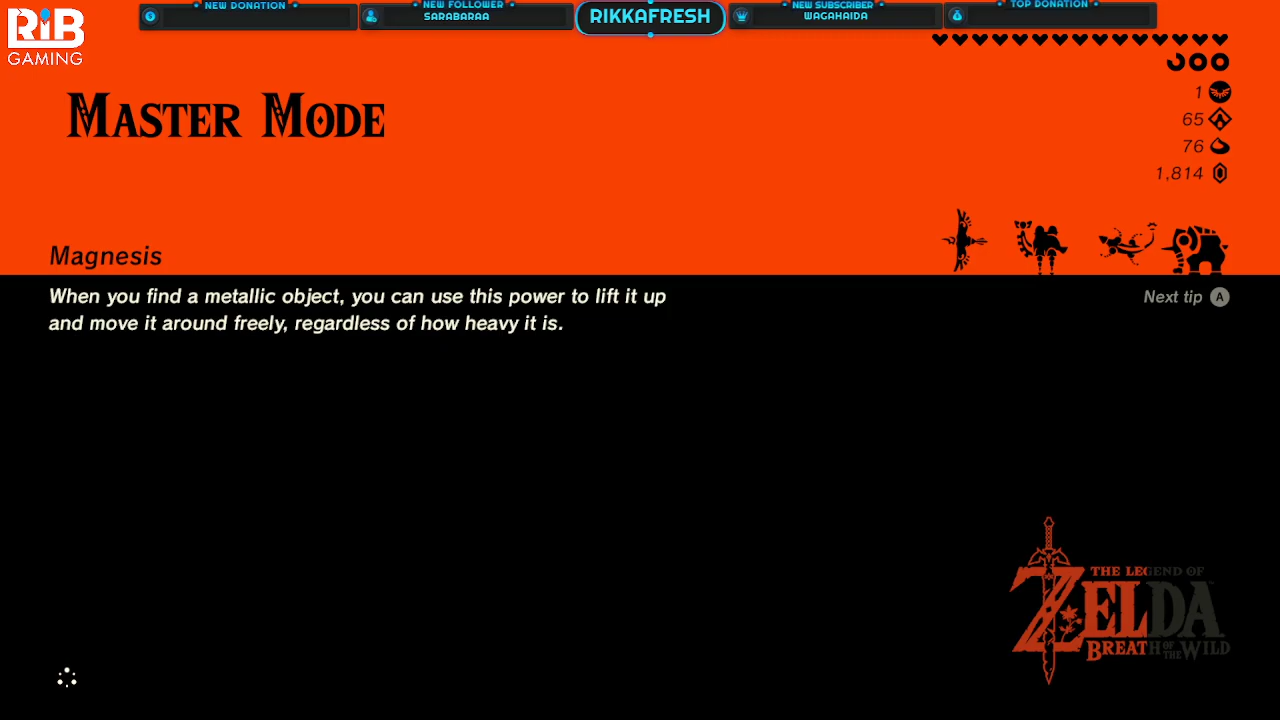 RiB
GAMING
NEW DONATION
NEW FOLLOWER
SARABARAA
RIKKAFRESH
NEW SUBSCRIBER
WAGAHAIDA
TOP DONATION
Master Mode
1
65
76
1,814
Magnesis
When you find a metallic object, you can use this power to lift it up
and move it around freely, regardless of how heavy it is.
Next tip A
THE LEGEND OF
ZELDA
BREATH OF THE WILD